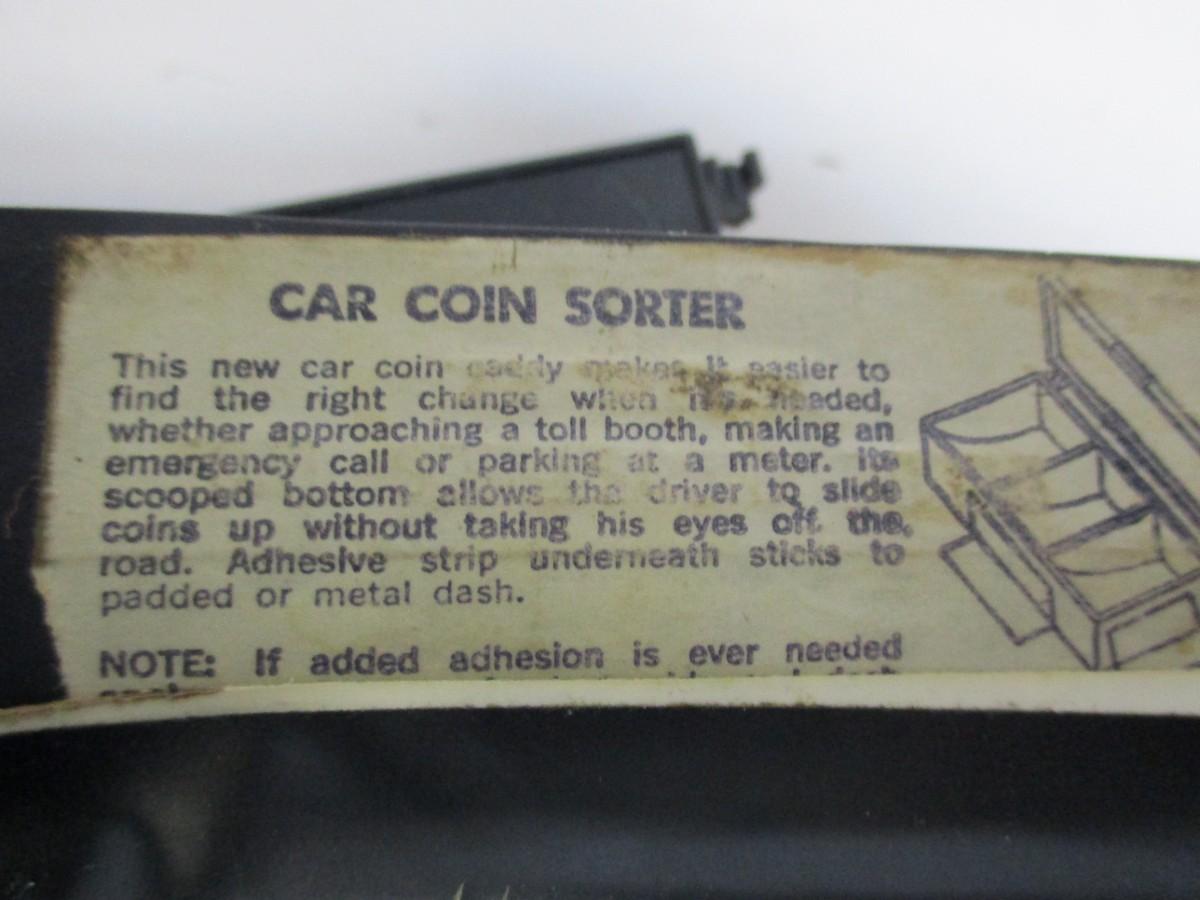 CAR COIN SORTER
This new car coin caddy makes it easier to
find the right change when it's needed,
whether approaching a toll booth, making an
emergency call or parking at a meter. Its
scooped bottom allows the driver to slide
coins up without taking his eyes off the
road. Adhesive strip underneath sticks to
padded or metal dash.
NOTE: If added adhesion is ever needed